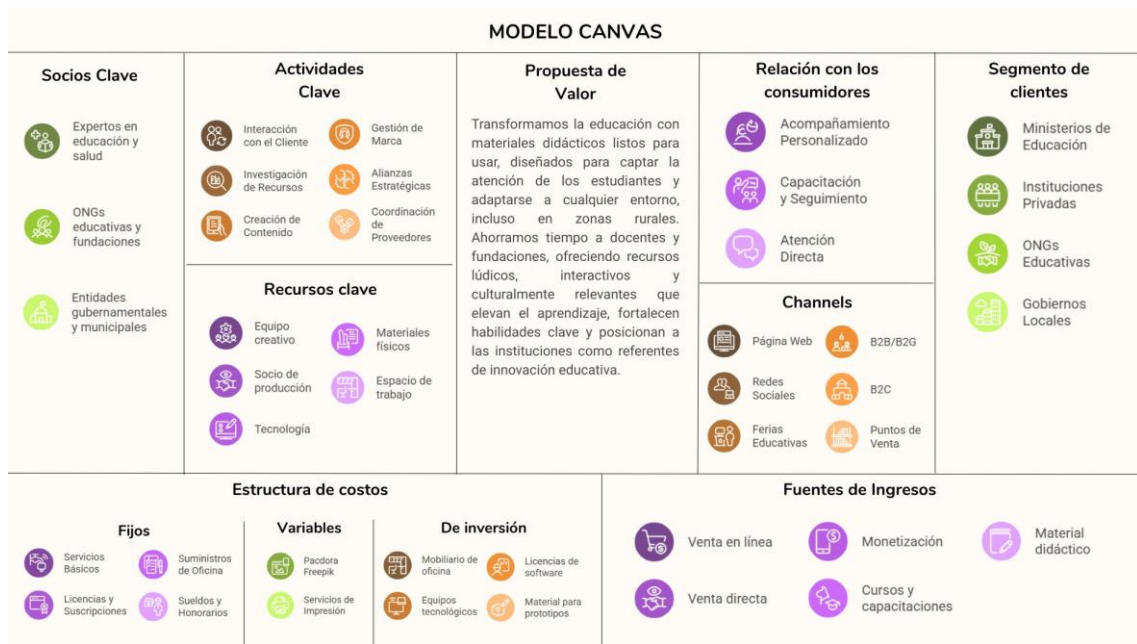 MODELO CANVAS
Socios Clave
Expertos en
educación y
salud
ONGs
educativas y
fundaciones
Entidades
gubernamentales
y municipales
Actividades
Clave
Interacción
con el Cliente
Gestión de
Marca
Investigación
de Recursos
Alianzas
Estratégicas
Creación de
Contenido
Coordinación
de
Proveedores
Recursos clave
Equipo
creativo
Materiales
físicos
Socio de
producción
Espacio de
trabajo
Tecnología
Propuesta de
Valor
Transformamos la educación con
materiales didácticos listos para
usar, diseñados para captar la
atención de los estudiantes y
adaptarse a cualquier entorno,
incluso en zonas rurales.
Ahorramos tiempo a docentes y
fundaciones, ofreciendo recursos
lúdicos, interactivos y
culturalmente relevantes que
elevan el aprendizaje, fortalecen
habilidades clave y posicionan a
las instituciones como referentes
de innovación educativa.
Relación con los
consumidores
Acompañamiento
Personalizado
Capacitación
y Seguimiento
Atención
Directa
Channels
Página Web
B2B/B2G
Redes
Sociales
B2C
Ferias
Educativas
Puntos de
Venta
Segmento de
clientes
Ministerios de
Educación
Instituciones
Privadas
ONGs
Educativas
Gobiernos
Locales
Estructura de costos
Fijos
Servicios
Básicos
Suministros
de Oficina
Licencias y
Suscripciones
Sueldos y
Honorarios
Variables
Pacdora
Freepik
Servicios de
Impresión
De inversión
Mobiliario de
oficina
Licencias de
software
Equipos
tecnológicos
Material para
prototipos
Fuentes de Ingresos
Venta en línea
Monetización
Material
didáctico
Venta directa
Cursos y
capacitaciones